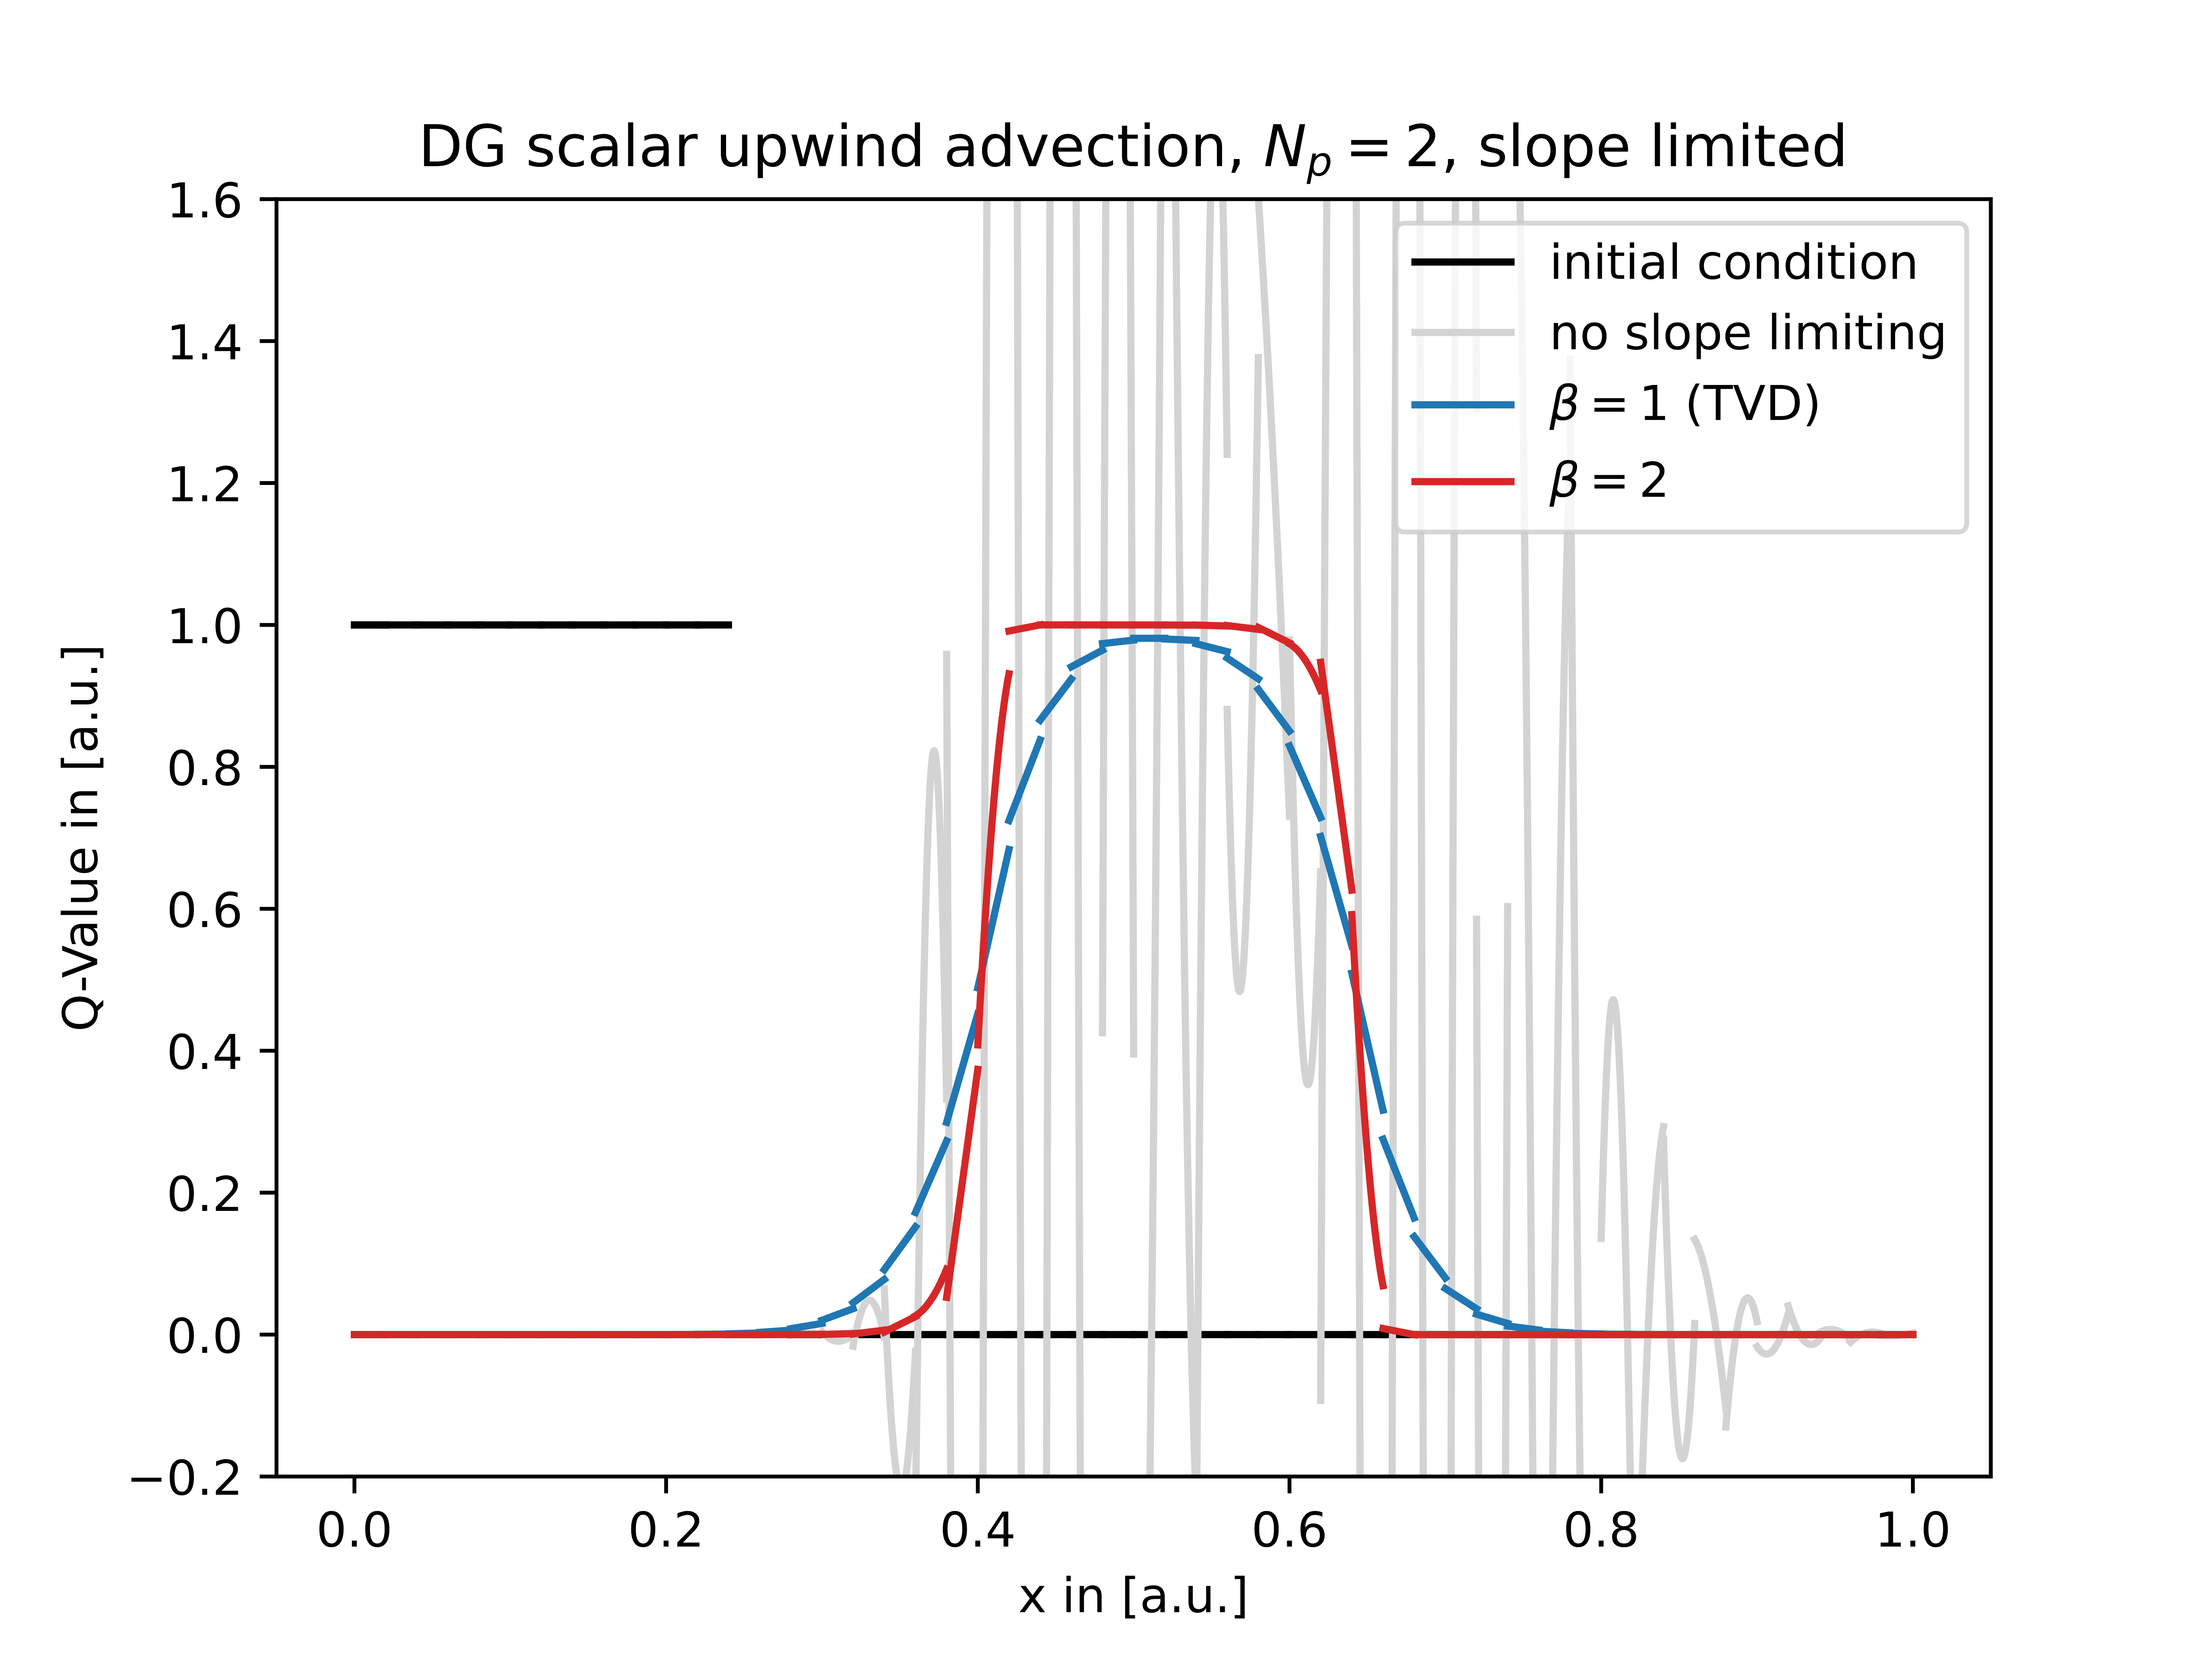 DG scalar upwind advection, $N_p = 2$, slope limited
1.6
1.4
1.2
1.0
0.8
0.6
0.4
0.2
0.0
−0.2
Q-Value in [a.u.]
initial condition
no slope limiting
β = 1 (TVD)
β = 2
0.0 0.2 0.4 0.6 0.8 1.0
x in [a.u.]